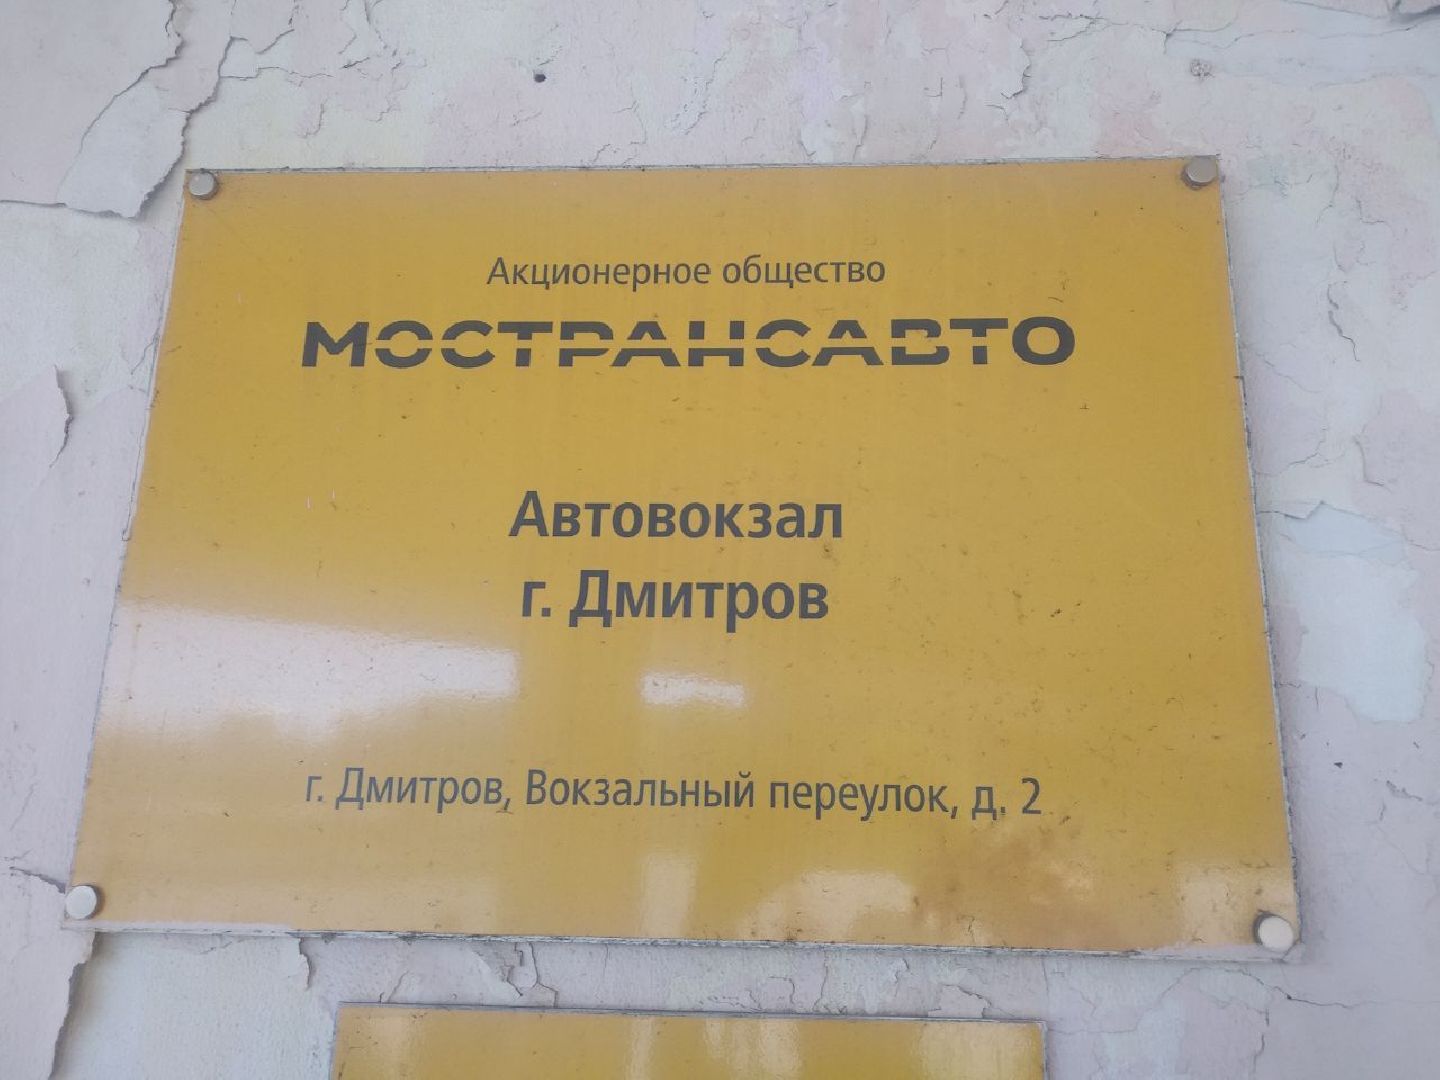 Акционерное общество
МОСТРАНСАВТО
Автовокзал
г. Дмитров
г. Дмитров, Вокзальный переулок, д. 2